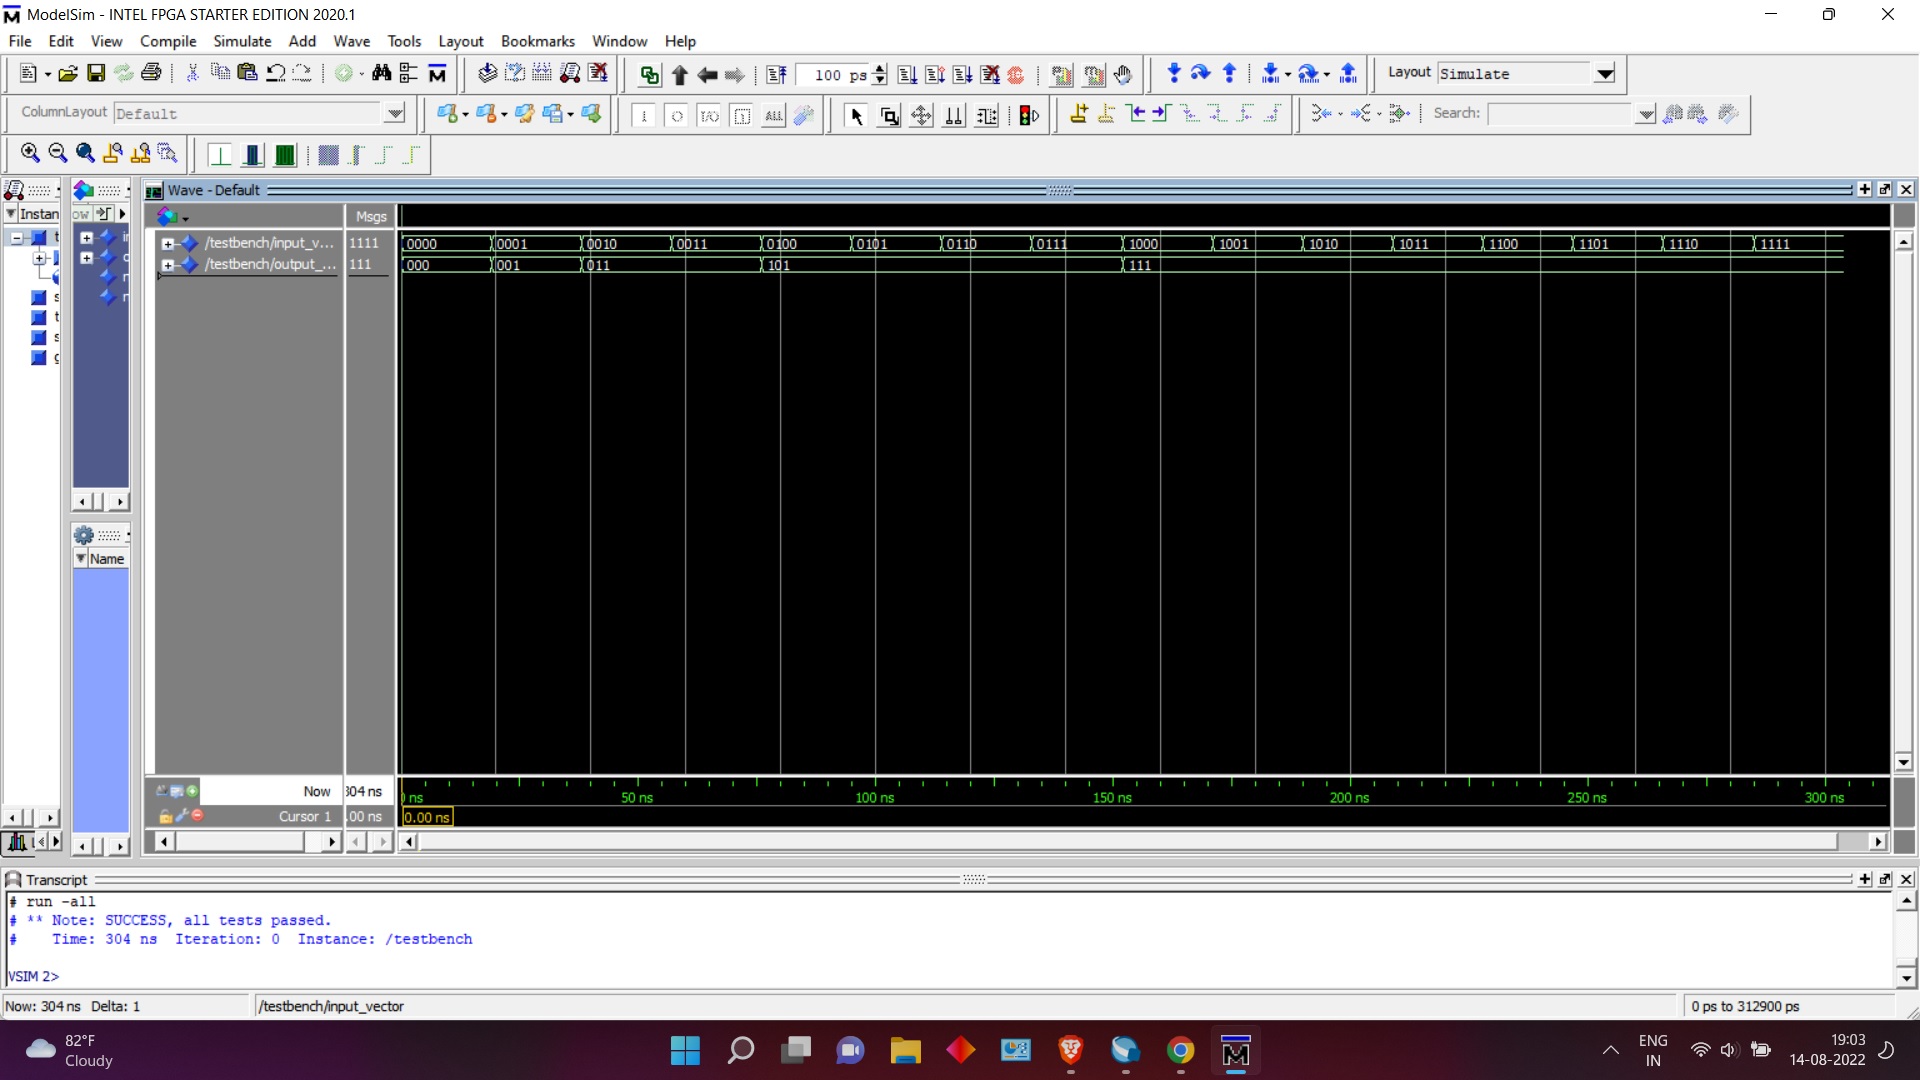 ModelSim - INTEL FPGA STARTER EDITION 2020.1
File Edit View Compile Simulate Add Wave Tools Layout Bookmarks Window Help
100 ps Layout Simulate
ColumnLayout Default ALL Search:
Wave - Default
Instan
Msgs
/testbench/input_v... 1111 0000 0001 0010 0011 0100 0101 0110 0111 1000 1001 1010 1011 1100 1101 1110 1111
/testbench/output_... 111 000 001 011 101 111
Name
Now 304 ns ns 50 ns 100 ns 150 ns 200 ns 250 ns 300 ns
Cursor 1 .00 ns 0.00 ns
Transcript
# run -all
# ** Note: SUCCESS, all tests passed.
# Time: 304 ns Iteration: 0 Instance: /testbench
VSIM 2>
Now: 304 ns Delta: 1 /testbench/input_vector 0 ps to 312900 ps
82°F
Cloudy
ENG
IN
19:03
14-08-2022